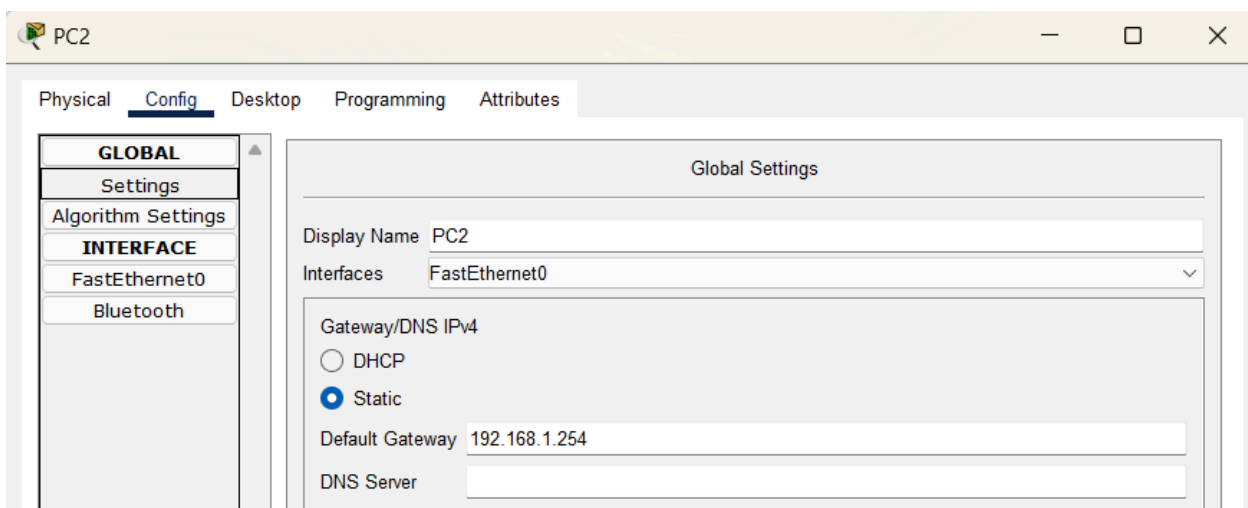 PC2
Physical Config Desktop Programming Attributes
GLOBAL
Settings
Algorithm Settings
INTERFACE
FastEthernet0
Bluetooth
Global Settings
Display Name PC2
Interfaces FastEthernet0
Gateway/DNS IPv4
DHCP
Static
Default Gateway 192.168.1.254
DNS Server